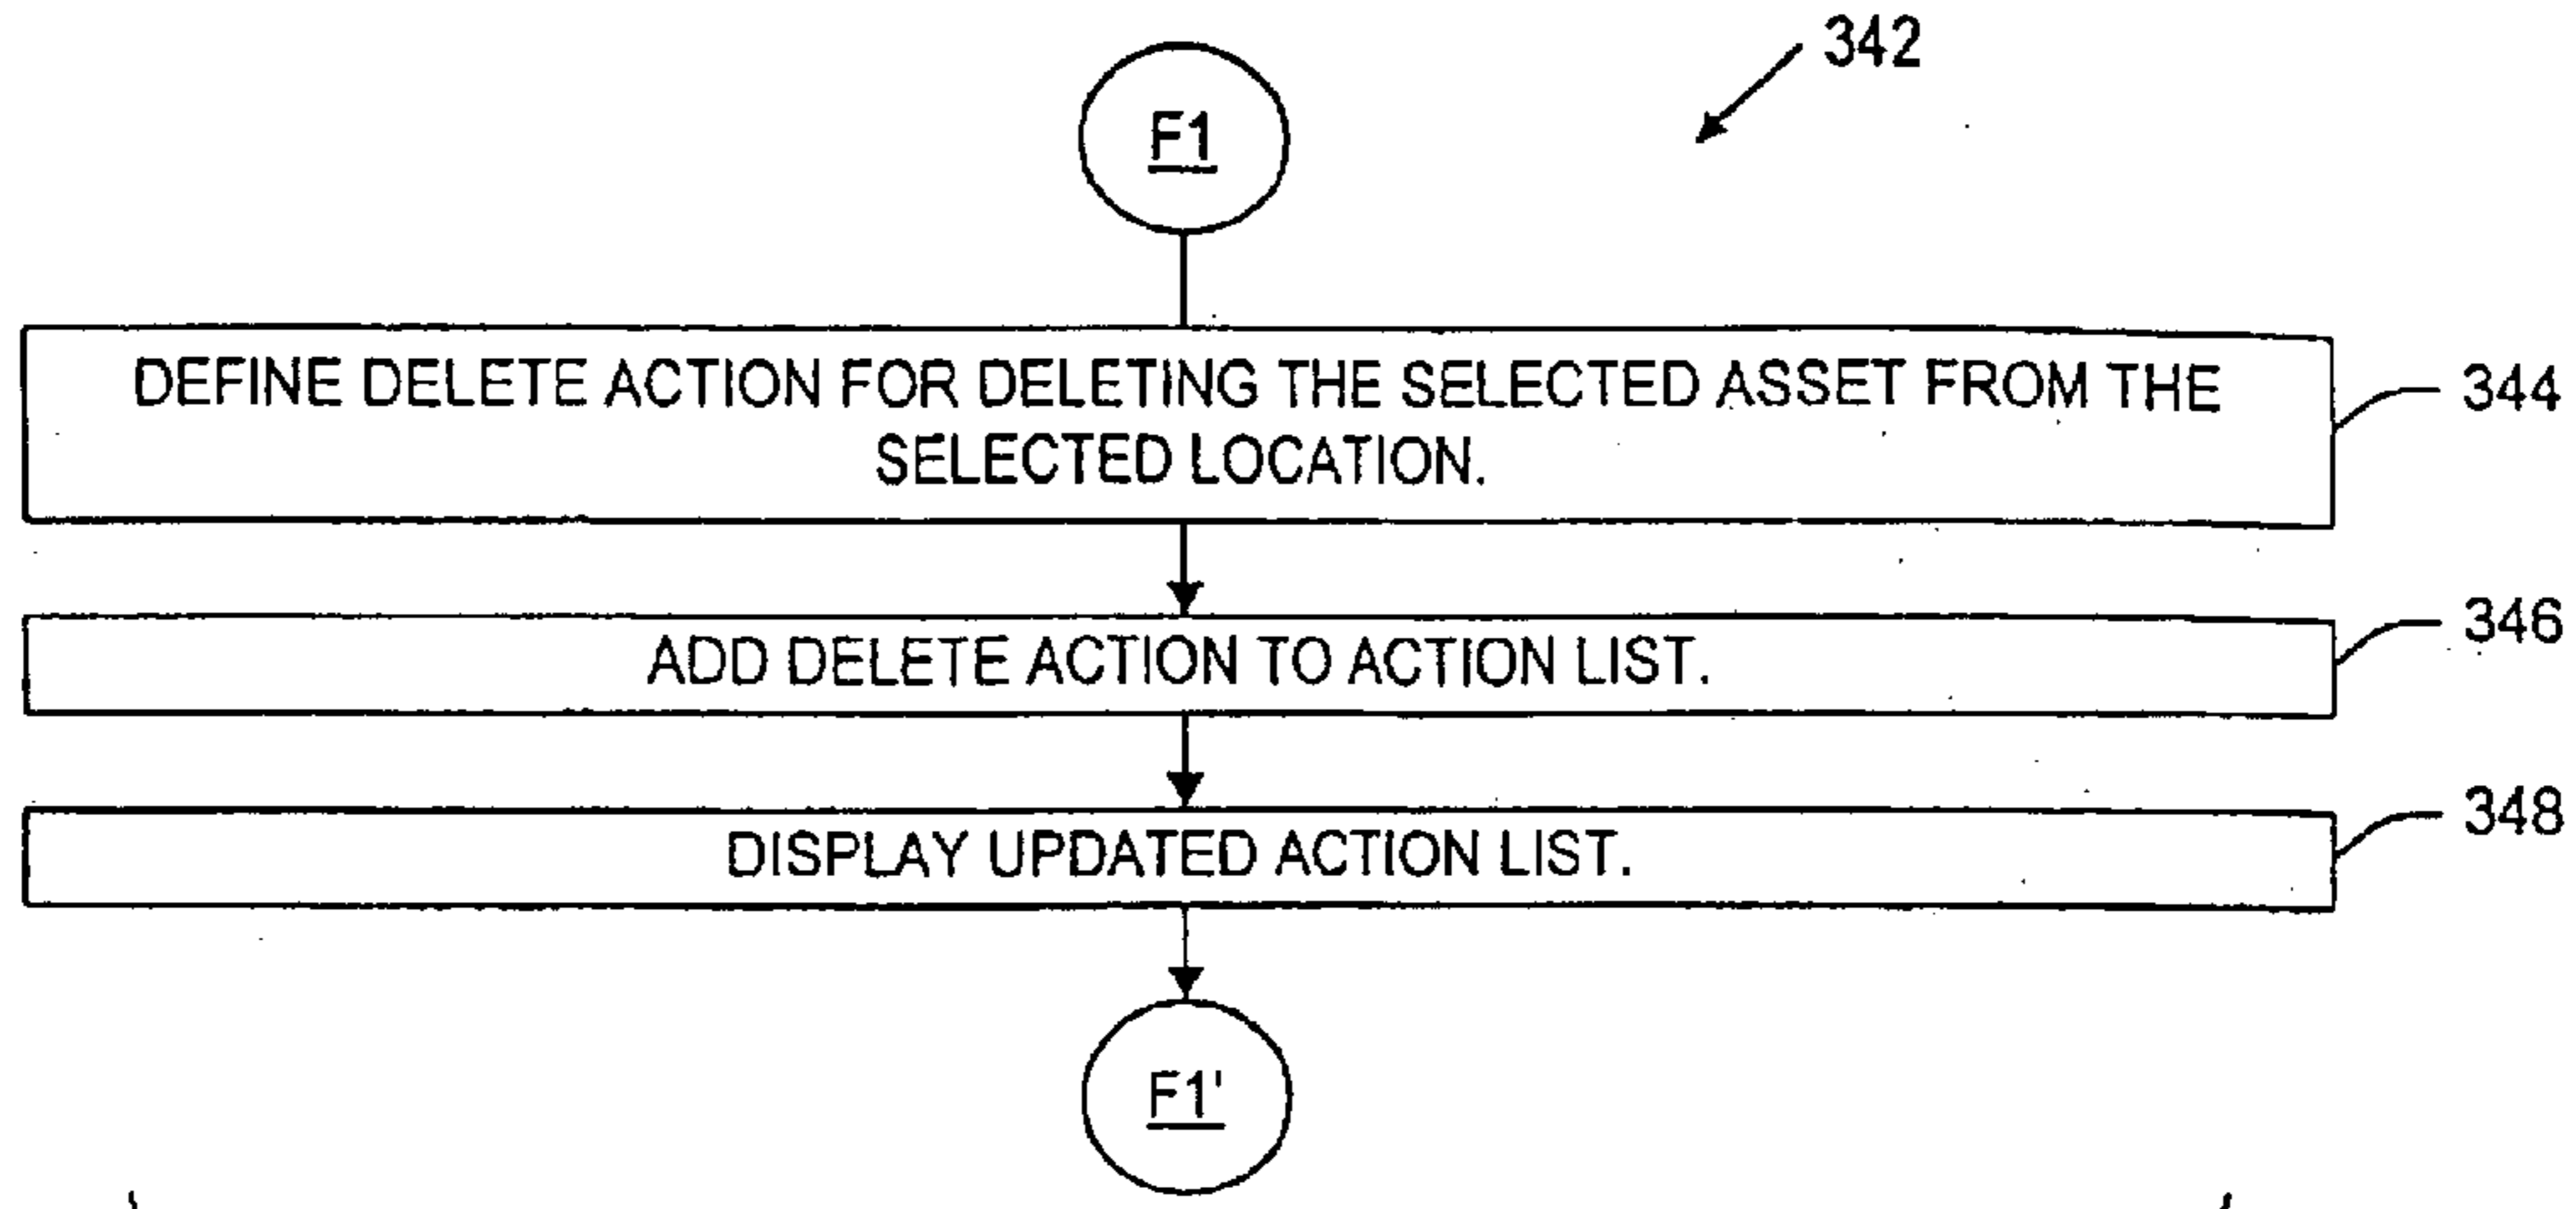 342
F1
DEFINE DELETE ACTION FOR DELETING THE SELECTED ASSET FROM THE
SELECTED LOCATION.
344
ADD DELETE ACTION TO ACTION LIST.
346
DISPLAY UPDATED ACTION LIST.
348
F1'